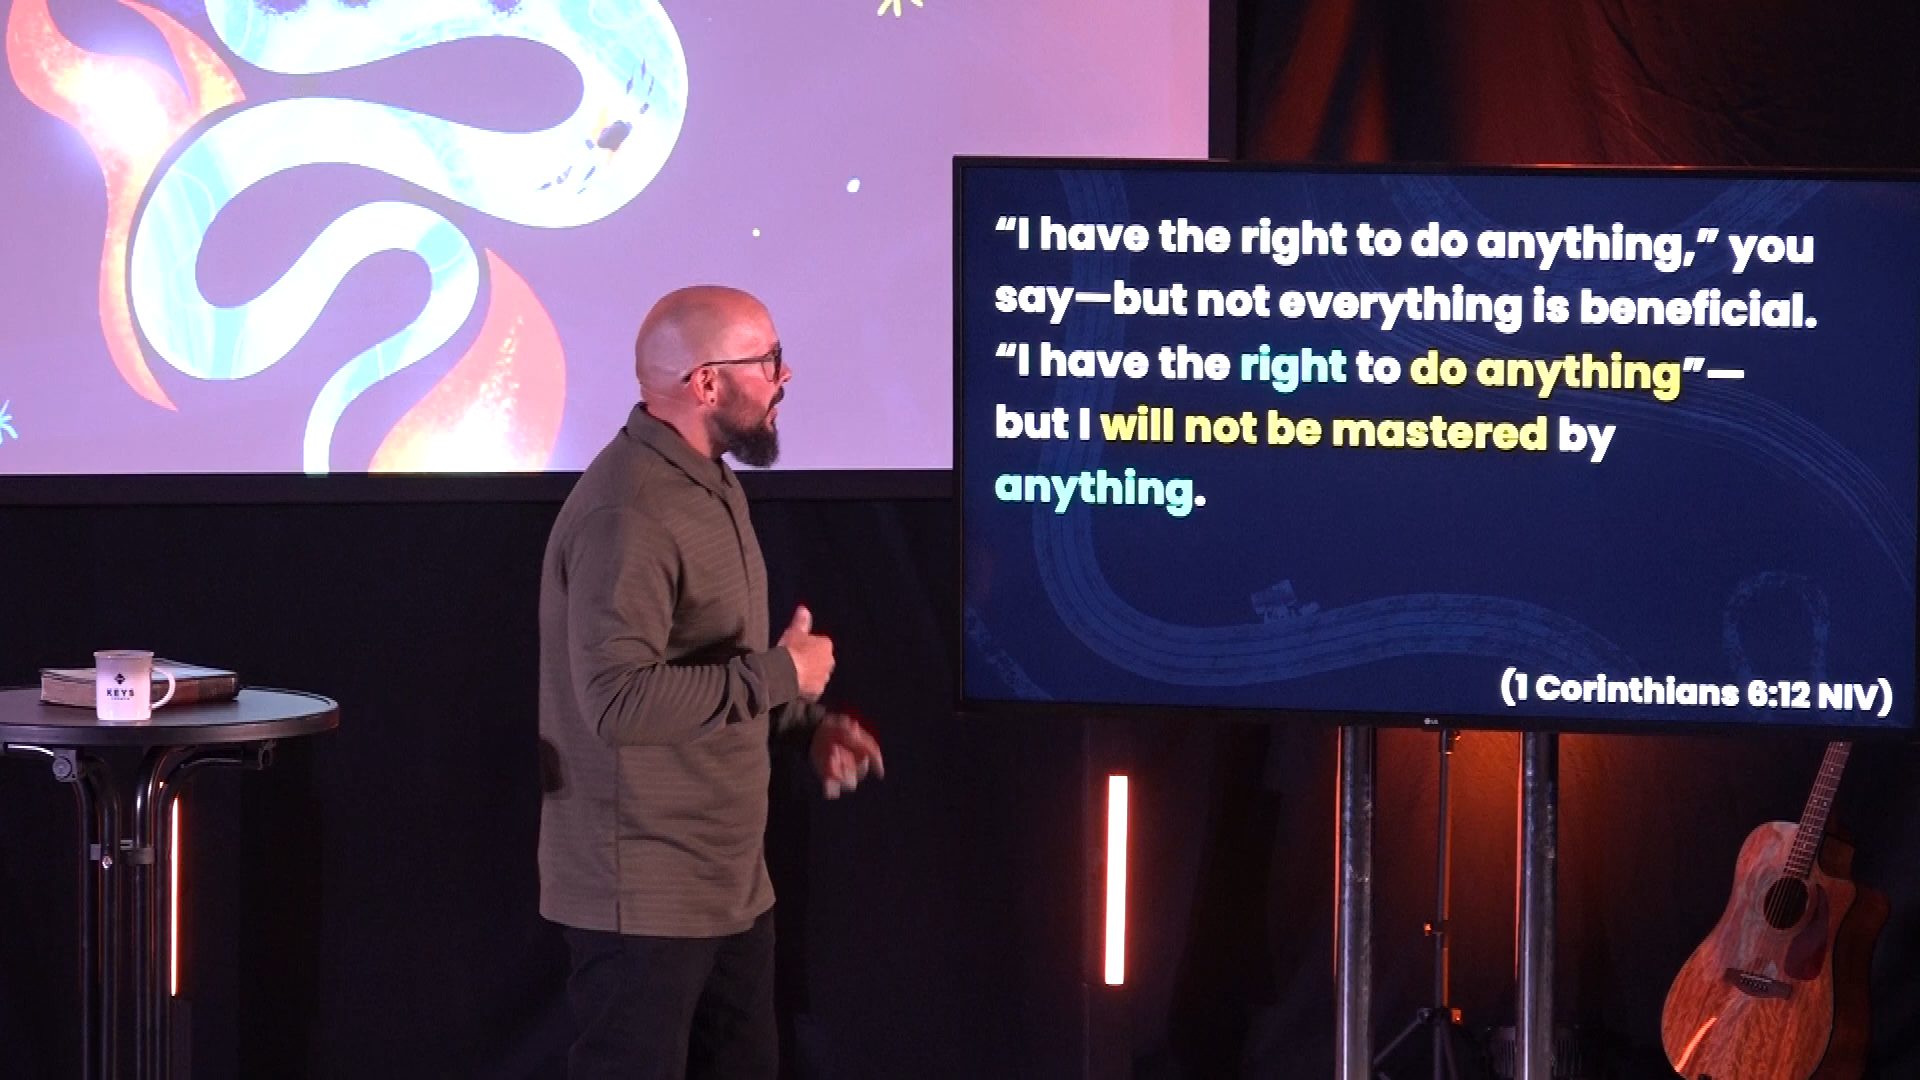 “I have the right to do anything,” you
say—but not everything is beneficial.
“I have the right to do anything”—
but I will not be mastered by
anything.
(1 Corinthians 6:12 NIV)
KEYS
LG